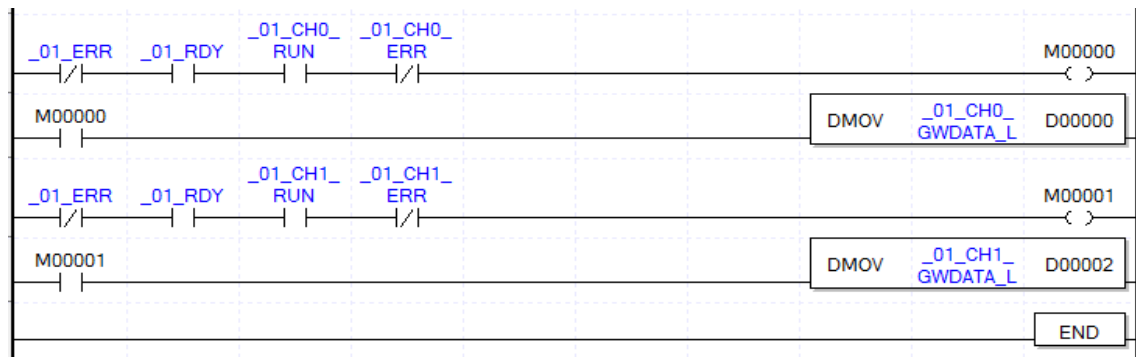 _01_CH0_ _01_CH0_
_01_ERR _01_RDY RUN ERR M00000
M00000
DMOV _01_CH0_ D00000
GWDATA_L
_01_CH1_ _01_CH1_
_01_ERR _01_RDY RUN ERR M00001
M00001
DMOV _01_CH1_ D00002
GWDATA_L
END